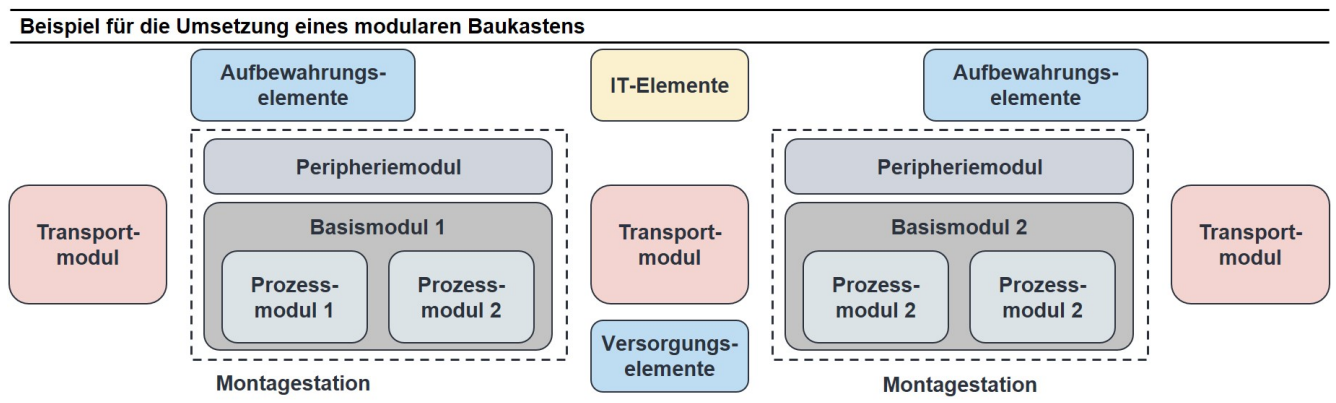 Beispiel für die Umsetzung eines modularen Baukastens
Aufbewahrungs-
elemente
IT-Elemente
Aufbewahrungs-
elemente
Peripheriemodul
Peripheriemodul
Transport-
modul
Basismodul 1
Prozess-
modul 1
Prozess-
modul 2
Transport-
modul
Basismodul 2
Prozess-
modul 2
Prozess-
modul 2
Transport-
modul
Versorgungs-
elemente
Montagestation
Montagestation